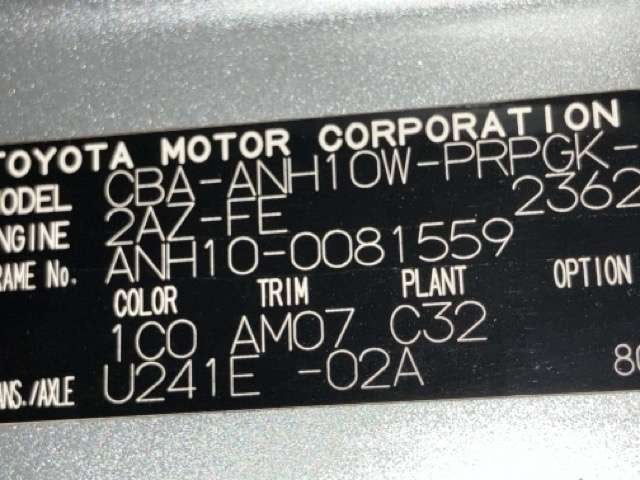 TOYOTA MOTOR CORPORATION
MODEL CBA-ANH10W-PRPGK-
ENGINE 2AZ-FE 2362
FRAME No. ANH10-0081559
COLOR TRIM PLANT OPTION
1C0 AM07 C32
TRANS./AXLE U241E -02A 80